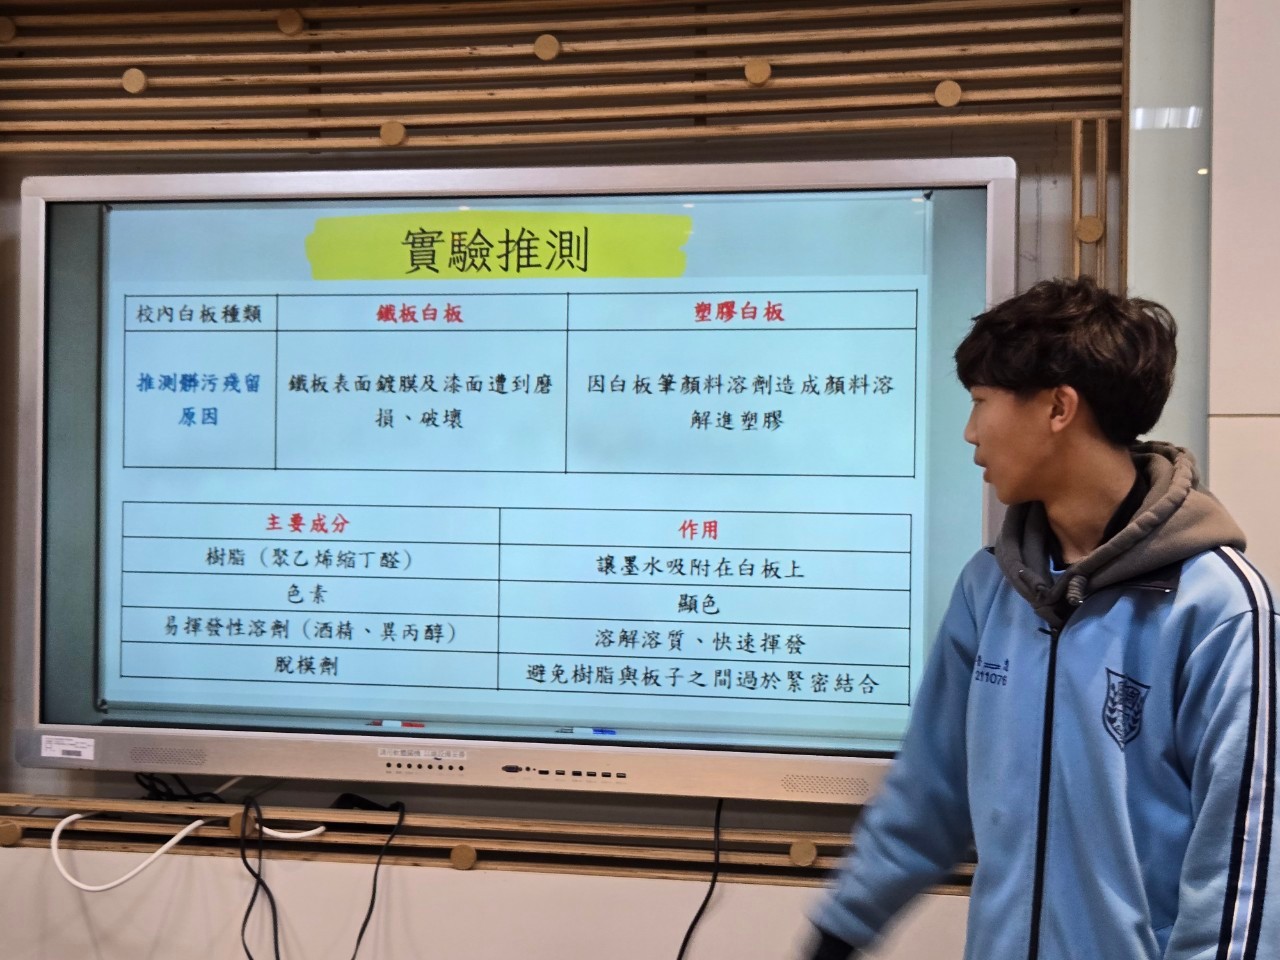 實驗推測
校內白板種類
鐵板白板
塑膠白板
推測髒污殘留
原因
鐵板表面鍍膜及漆面遭到磨
損、破壞
因白板筆顏料溶劑造成顏料溶
解進塑膠
主要成分
作用
樹脂（聚乙烯縮丁醛）
讓墨水吸附在白板上
色素
顯色
易揮發性溶劑（酒精、異丙醇）
溶解溶質、快速揮發
脫模劑
避免樹脂與板子之間過於緊密結合
211076